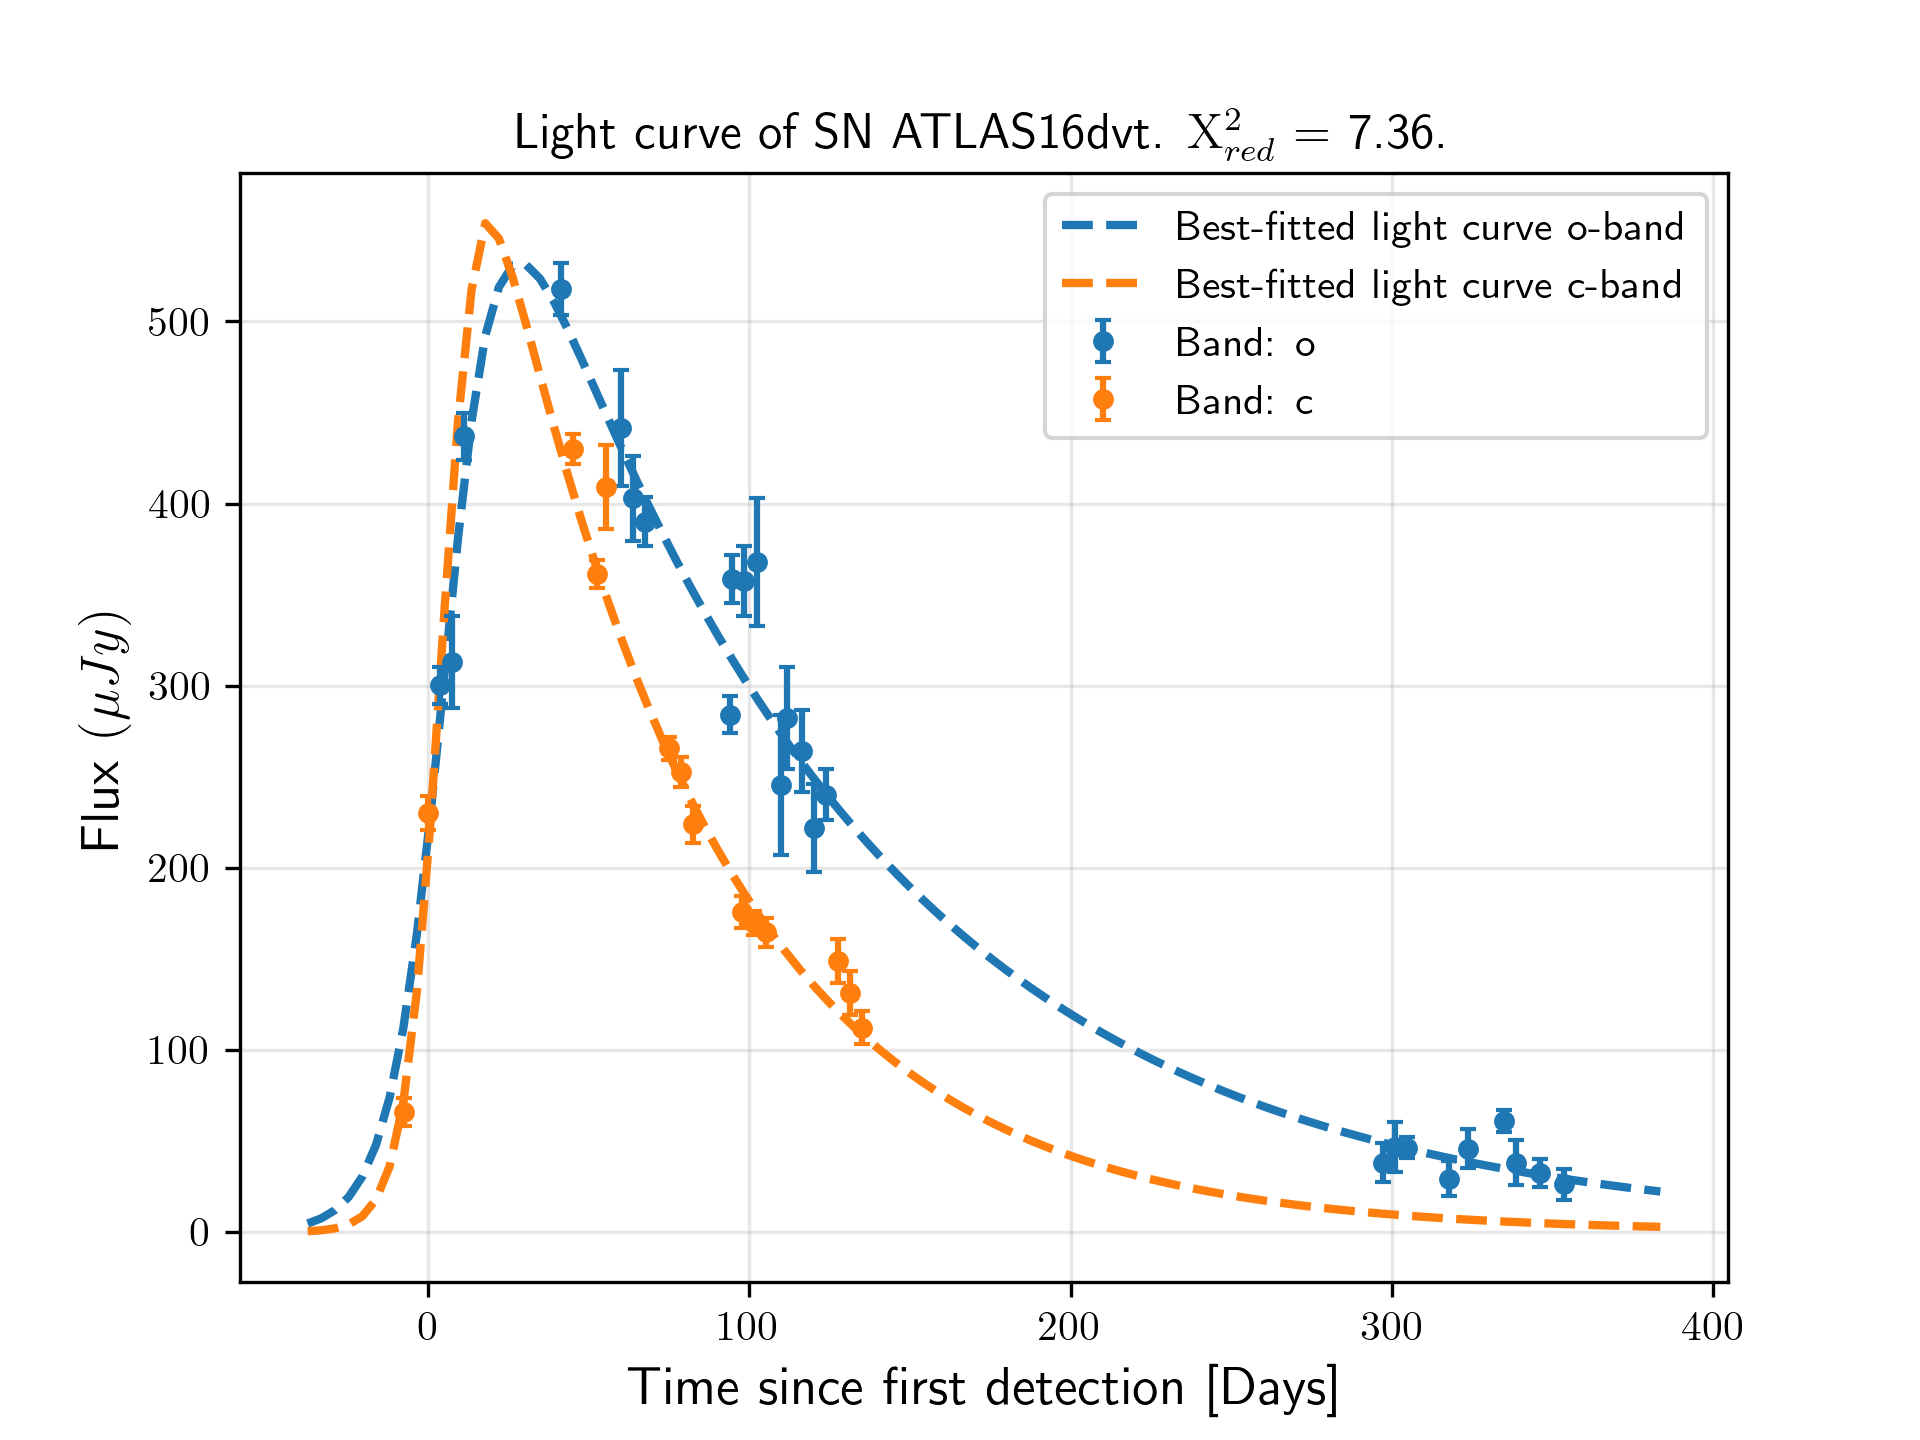 Light curve of SN ATLAS16dvt. X²_red = 7.36.
Best-fitted light curve o-band
Best-fitted light curve c-band
Band: o
Band: c
Flux (μJy)
500
400
300
200
100
0
0 100 200 300 400
Time since first detection [Days]